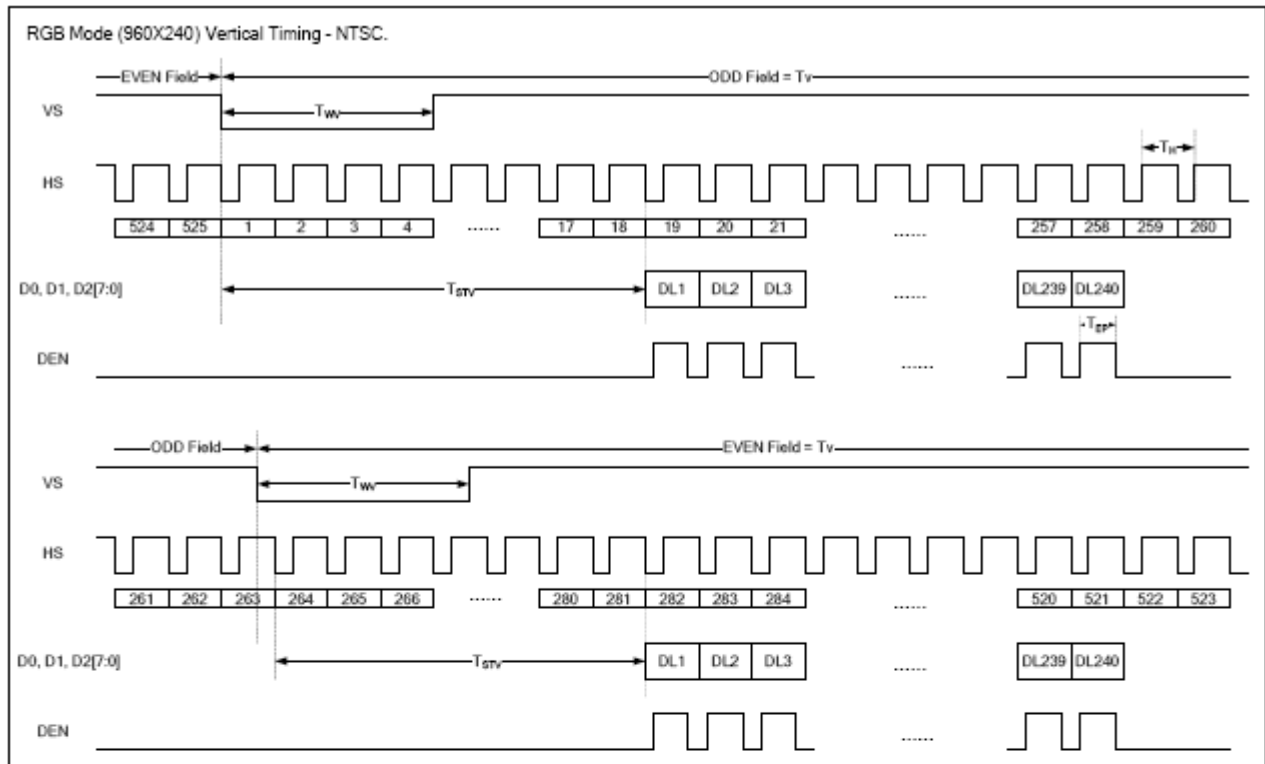 RGB Mode (960X240) Vertical Timing - NTSC.
EVEN Field ODD Field = Tv
VS TWV
TH
HS
524 525 1 2 3 4 ...... 17 18 19 20 21 ...... 257 258 259 260
D0, D1, D2[7:0] TSTV DL1 DL2 DL3 ...... DL239 DL240
TEP
DEN ......
ODD Field EVEN Field = Tv
VS TWV
HS
261 262 263 264 265 266 ...... 280 281 282 283 284 ...... 520 521 522 523
D0, D1, D2[7:0] TSTV DL1 DL2 DL3 ...... DL239 DL240
DEN ......